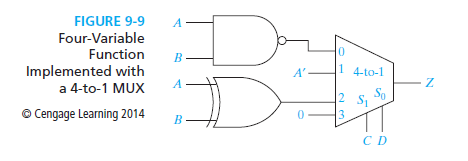 FIGURE 9-9
Four-Variable
Function
Implemented with
a 4-to-1 MUX
© Cengage Learning 2014
A
B
A
B
A'
0
0
1 4-to-1
2 S1 S0
3
Z
C D